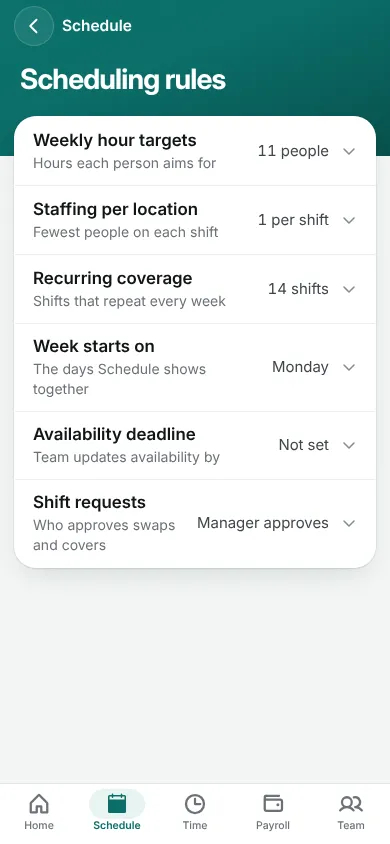 Schedule
Scheduling rules
Weekly hour targets
Hours each person aims for
11 people
Staffing per location
Fewest people on each shift
1 per shift
Recurring coverage
Shifts that repeat every week
14 shifts
Week starts on
The days Schedule shows
together
Monday
Availability deadline
Team updates availability by
Not set
Shift requests
Who approves swaps
and covers
Manager approves
Home
Schedule
Time
Payroll
Team